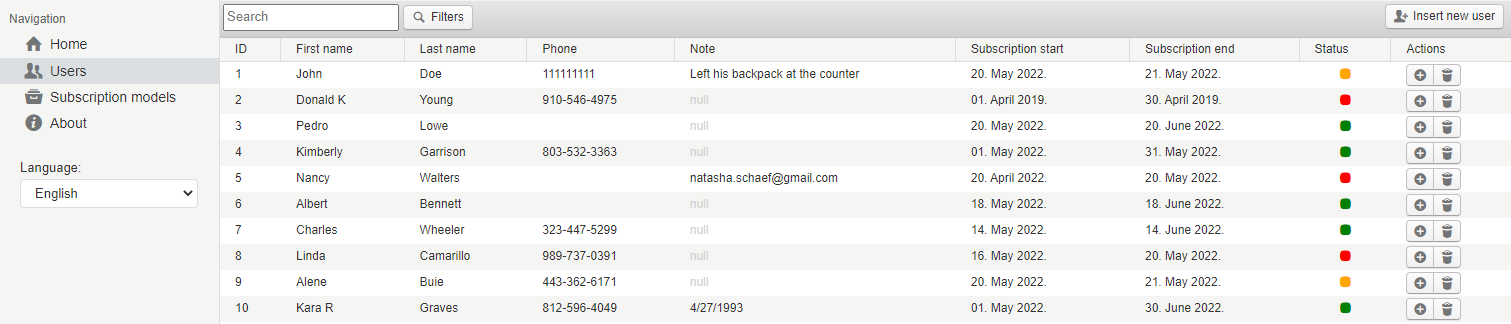 Navigation
Home
Users
Subscription models
About
Language:
English
Search Filters Insert new user
ID First name Last name Phone Note Subscription start Subscription end Status Actions
1 John Doe 111111111 Left his backpack at the counter 20. May 2022. 21. May 2022.
2 Donald K Young 910-546-4975 null 01. April 2019. 30. April 2019.
3 Pedro Lowe null 20. May 2022. 20. June 2022.
4 Kimberly Garrison 803-532-3363 null 01. May 2022. 31. May 2022.
5 Nancy Walters natasha.schaef@gmail.com 20. April 2022. 20. May 2022.
6 Albert Bennett null 18. May 2022. 18. June 2022.
7 Charles Wheeler 323-447-5299 null 14. May 2022. 14. June 2022.
8 Linda Camarillo 989-737-0391 null 16. May 2022. 20. May 2022.
9 Alene Buie 443-362-6171 null 20. May 2022. 21. May 2022.
10 Kara R Graves 812-596-4049 4/27/1993 01. May 2022. 30. June 2022.